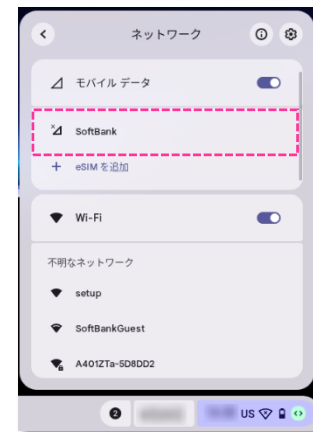 ネットワーク
モバイル データ
SoftBank
+ eSIM を追加
Wi-Fi
不明なネットワーク
setup
SoftBankGuest
A401ZTa-5D8DD2
2
US